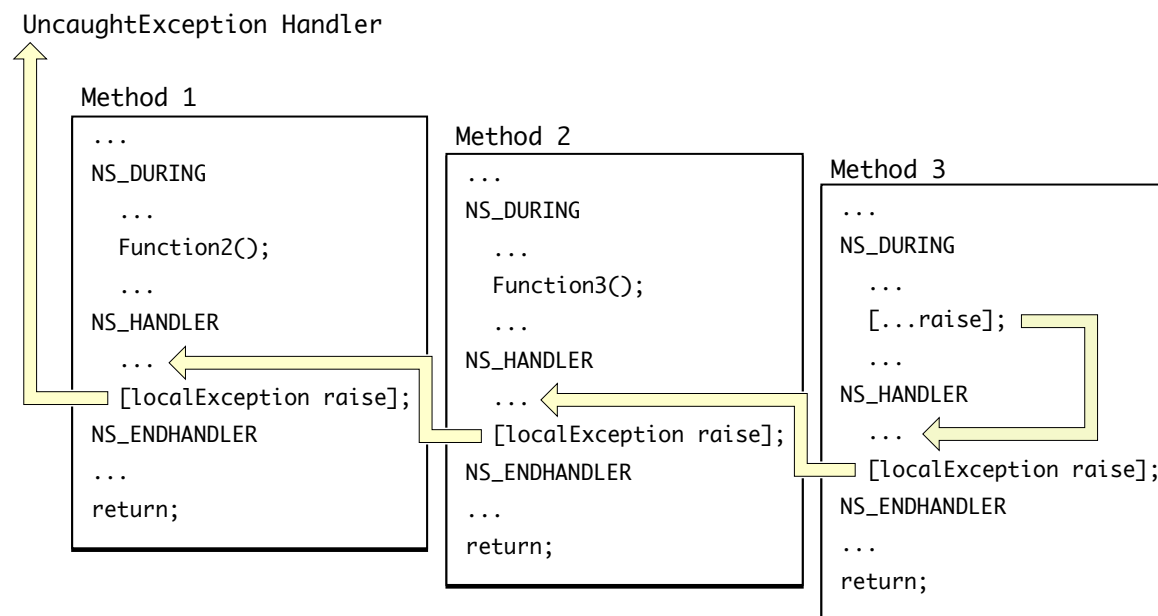 UncaughtException Handler
Method 1
...
NS_DURING
...
Function2();
...
NS_HANDLER
...
[localException raise];
NS_ENDHANDLER
...
return;
Method 2
...
NS_DURING
...
Function3();
...
NS_HANDLER
...
[localException raise];
NS_ENDHANDLER
...
return;
Method 3
...
NS_DURING
...
[...raise];
...
NS_HANDLER
...
[localException raise];
NS_ENDHANDLER
...
return;